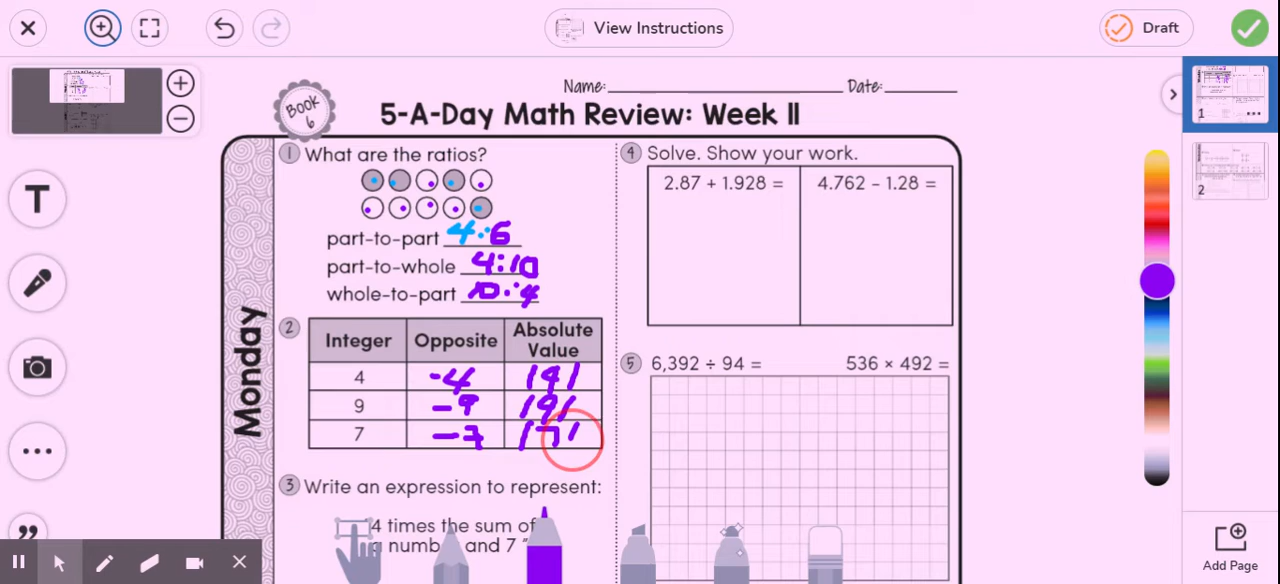 View Instructions
Draft
Name: Date:
BOOK 6
5-A-Day Math Review: Week 11
Monday
1 What are the ratios?
part-to-part 4:6
part-to-whole 4:10
whole-to-part 10:4
2 Integer Opposite Absolute Value
4 -4 |4|
9 -9 |9|
7 -7 |7|
3 Write an expression to represent:
4 times the sum of
a number and 7 "
4 Solve. Show your work.
2.87 + 1.928 = 4.762 - 1.28 =
5 6,392 ÷ 94 = 536 × 492 =
T
1
2
Add Page